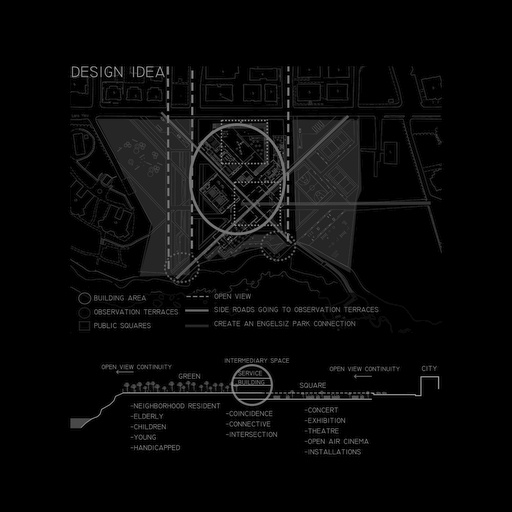 DESIGN IDEA
BUILDING AREA
OBSERVATION TERRACES
PUBLIC SQUARES
OPEN VIEW
SIDE ROADS GOING TO OBSERVATION TERRACES
CREATE AN ENGELSIZ PARK CONNECTION
INTERMEDIARY SPACE
OPEN VIEW CONTINUITY
OPEN VIEW CONTINUITY
CITY
GREEN
SERVICE
BUILDING
SQUARE
-NEIGHBORHOOD RESIDENT
-ELDERLY
-CHILDREN
-YOUNG
-HANDICAPPED
-COINCIDENCE
-CONNECTIVE
-INTERSECTION
-CONCERT
-EXHIBITION
-THEATRE
-OPEN AIR CINEMA
-INSTALLATIONS